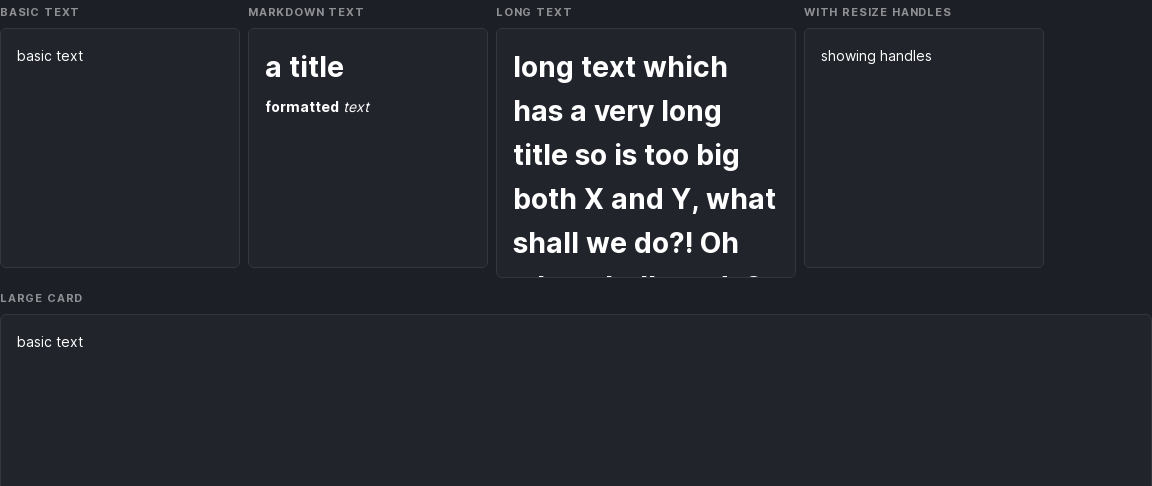 BASIC TEXT
basic text
MARKDOWN TEXT
a title
formatted text
LONG TEXT
long text which
has a very long
title so is too big
both X and Y, what
shall we do?! Oh
WITH RESIZE HANDLES
showing handles
LARGE CARD
basic text